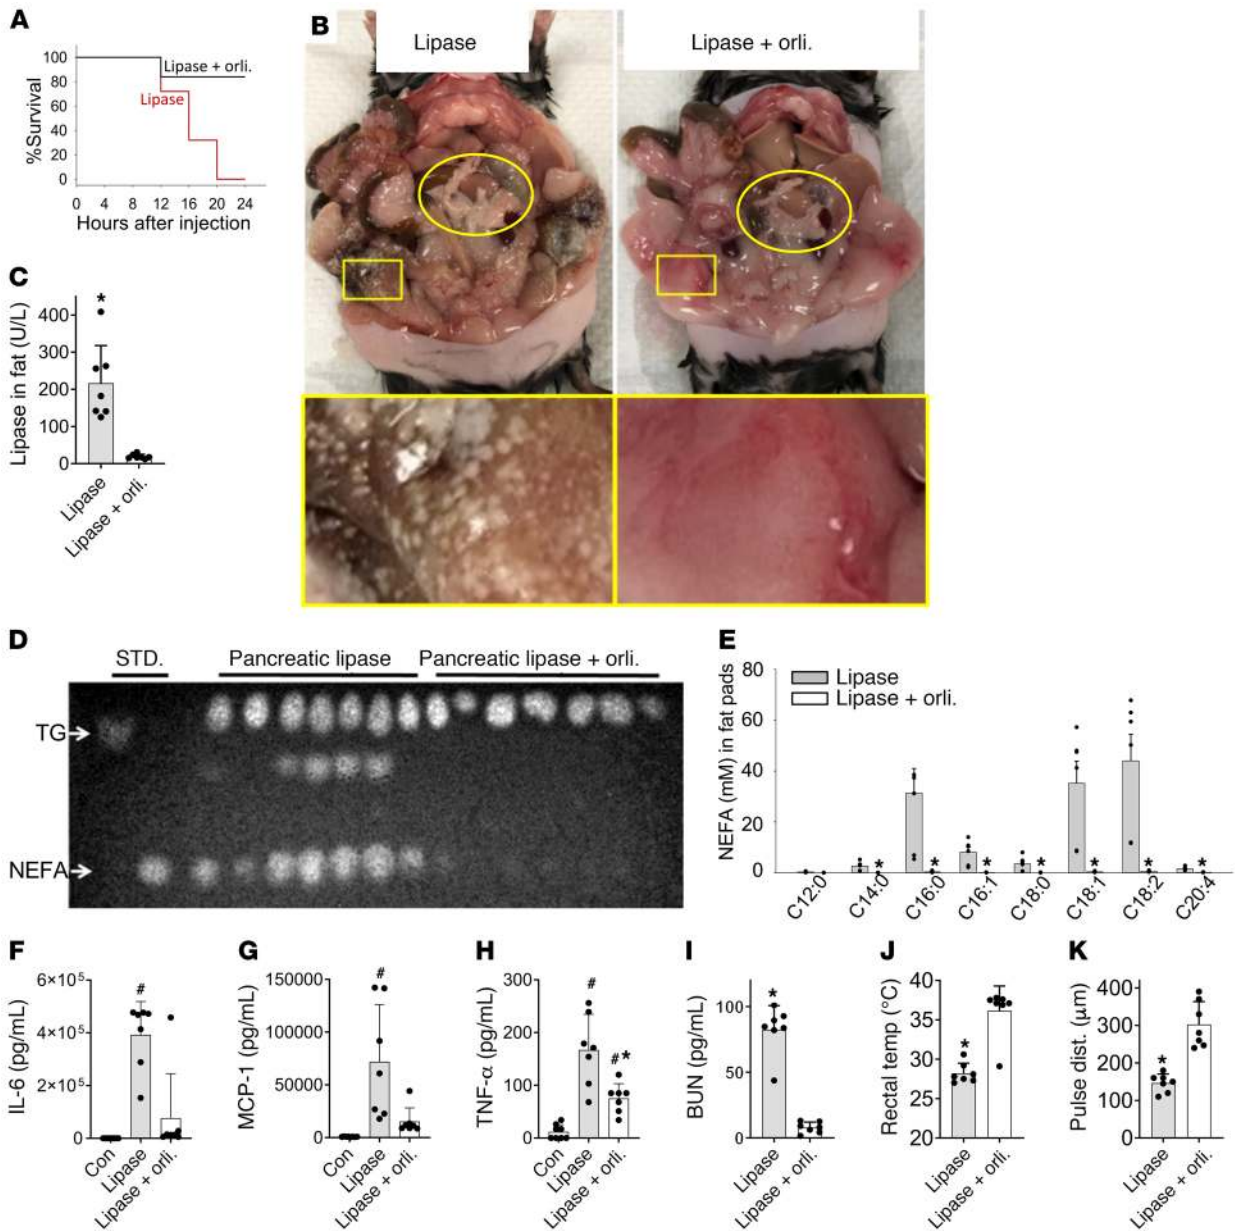 A
%Survival
100
80
60
40
20
0
Lipase + orli.
Lipase
0 4 8 12 16 20 24
Hours after injection
B
Lipase
Lipase + orli.
C
Lipase in fat (U/L)
400
300
200
100
0
*
Lipase
Lipase + orli.
D
STD.
Pancreatic lipase
Pancreatic lipase + orli.
TG
NEFA
E
NEFA (mM) in fat pads
80
60
40
20
0
Lipase
Lipase + orli.
* * * * * * *
C12:0
C14:0
C16:0
C16:1
C18:0
C18:1
C18:2
C20:4
F
IL-6 (pg/mL)
6×10⁵
4×10⁵
2×10⁵
0
#
Con
Lipase
Lipase + orli.
G
MCP-1 (pg/mL)
150000
100000
50000
0
#
Con
Lipase
Lipase + orli.
H
TNF-α (pg/mL)
300
200
100
0
#
#*
Con
Lipase
Lipase + orli.
I
BUN (pg/mL)
100
50
0
*
Lipase
Lipase + orli.
J
Rectal temp (°C)
40
35
30
25
20
*
Lipase
Lipase + orli.
K
Pulse dist. (μm)
400
300
200
100
0
*
Lipase
Lipase + orli.